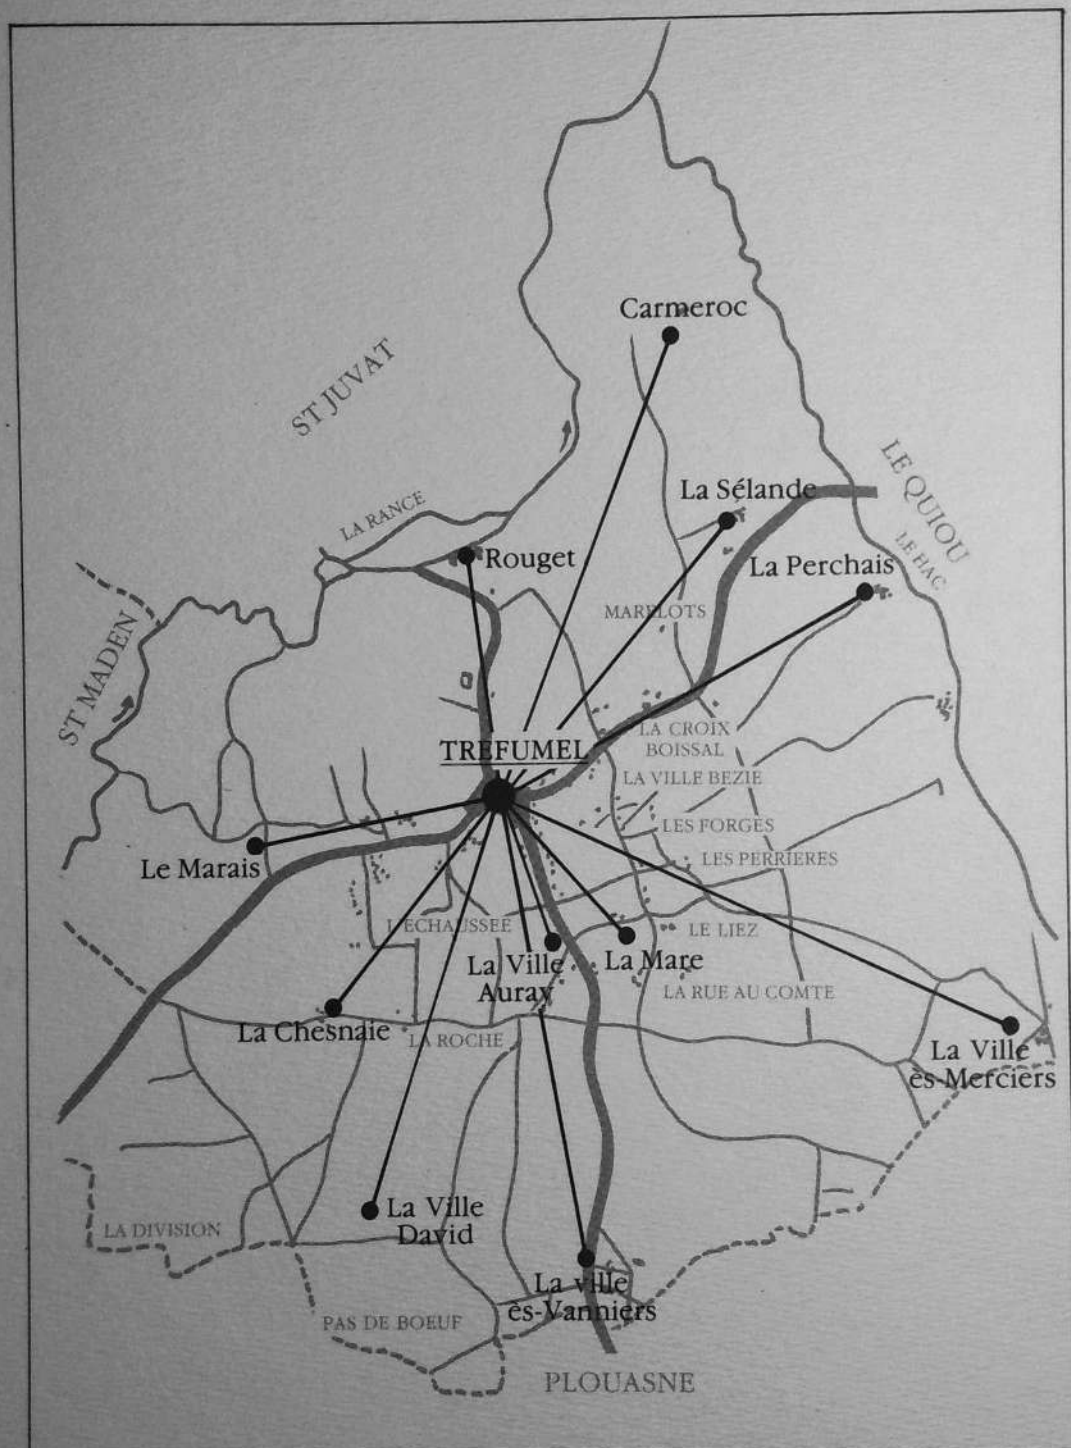 Carmeroc
ST JUVAT
LE QUIOU
La Sélande
LA RANCE
Rouget
La Perchais
LE HAC
MARELOTS
ST MADEN
LA CROIX
BOISSAL
TREFUMEL
LA VILLE BEZIE
LES FORGES
LES PERRIERES
Le Marais
L'ECHAUSSEE
LE LIEZ
La Ville
Auray
La Mare
LA RUE AU COMTE
La Chesnaie
LA ROCHE
La Ville
ès-Merciers
La Ville
David
LA DIVISION
La ville
ès-Vanniers
PAS DE BOEUF
PLOUASNE